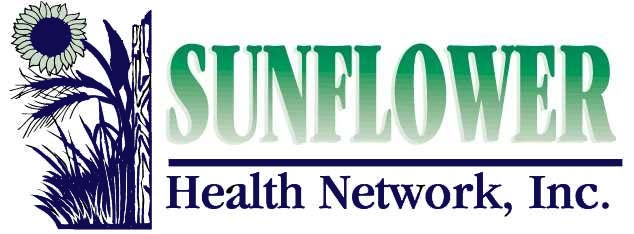 SUNFLOWER
Health Network, Inc.